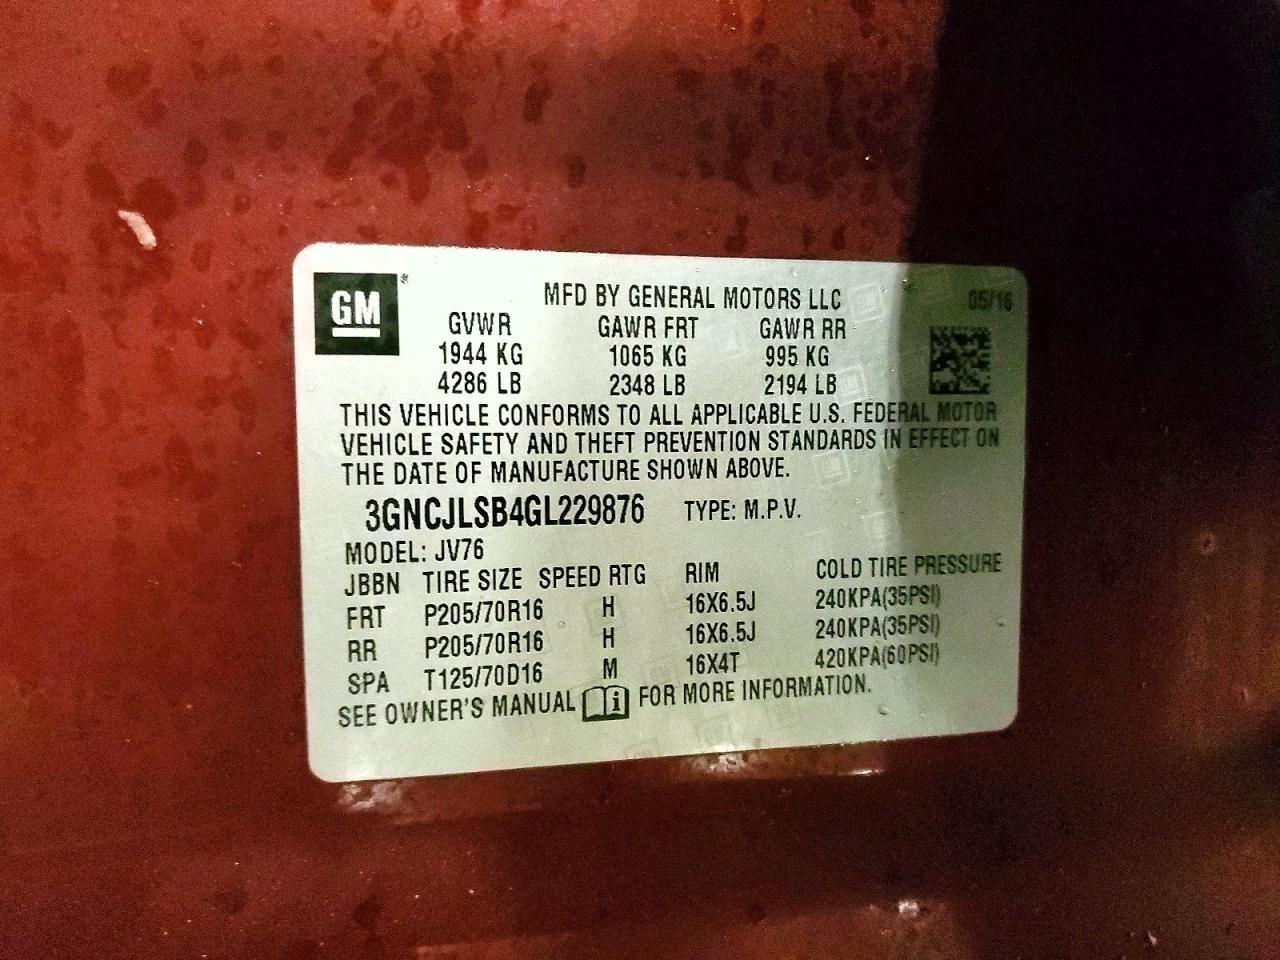 GM
MFD BY GENERAL MOTORS LLC 05/16
GVWR GAWR FRT GAWR RR
1944 KG 1065 KG 995 KG
4286 LB 2348 LB 2194 LB
THIS VEHICLE CONFORMS TO ALL APPLICABLE U.S. FEDERAL MOTOR
VEHICLE SAFETY AND THEFT PREVENTION STANDARDS IN EFFECT ON
THE DATE OF MANUFACTURE SHOWN ABOVE.
3GNCJLSB4GL229876 TYPE: M.P.V.
MODEL: JV76
JBBN TIRE SIZE SPEED RTG RIM COLD TIRE PRESSURE
FRT P205/70R16 H 16X6.5J 240KPA(35PSI)
RR P205/70R16 H 16X6.5J 240KPA(35PSI)
SPA T125/70D16 M 16X4T 420KPA(60PSI)
SEE OWNER'S MANUAL i FOR MORE INFORMATION.